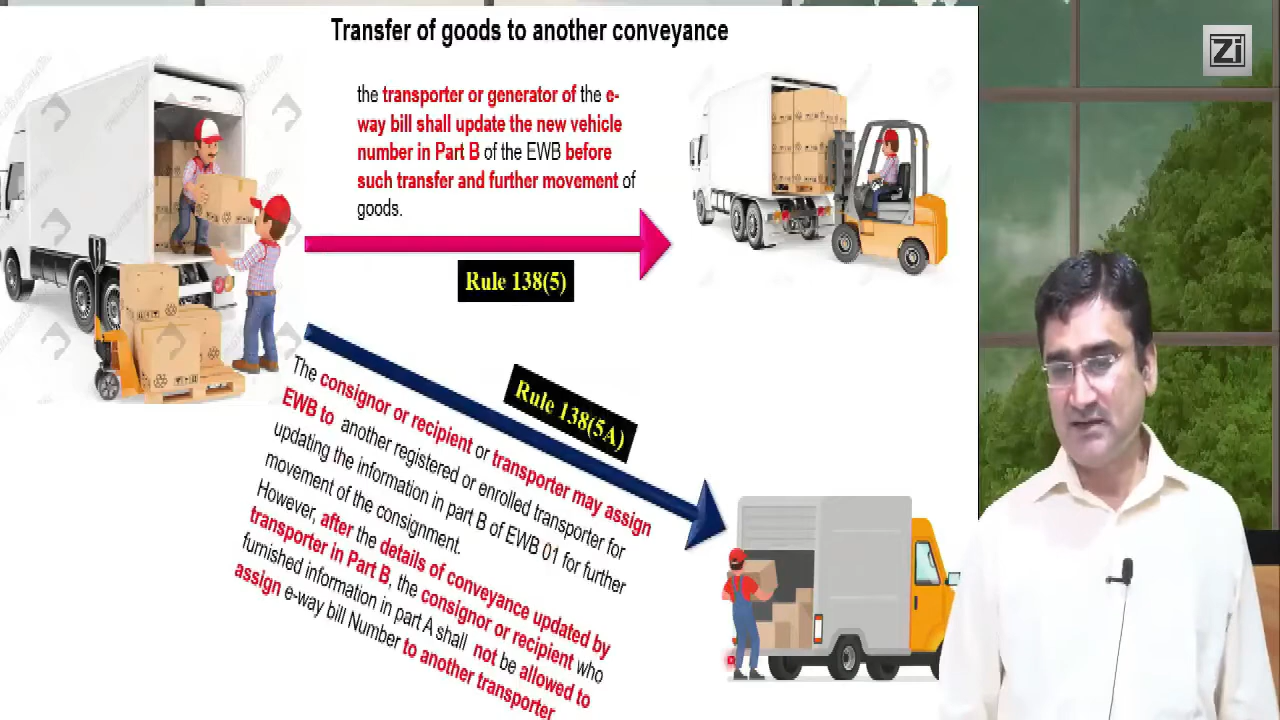 Transfer of goods to another conveyance
Zi
the transporter or generator of the e-
way bill shall update the new vehicle
number in Part B of the EWB before
such transfer and further movement of
goods.
Rule 138(5)
Rule 138(5A)
The consignor or recipient or transporter may assign
EWB to another registered or enrolled transporter for
updating the information in part B of EWB 01 for further
movement of the consignment.
However, after the details of conveyance updated by
transporter in Part B, the consignor or recipient who
furnished information in part A shall not be allowed to
assign e-way bill Number to another transporter